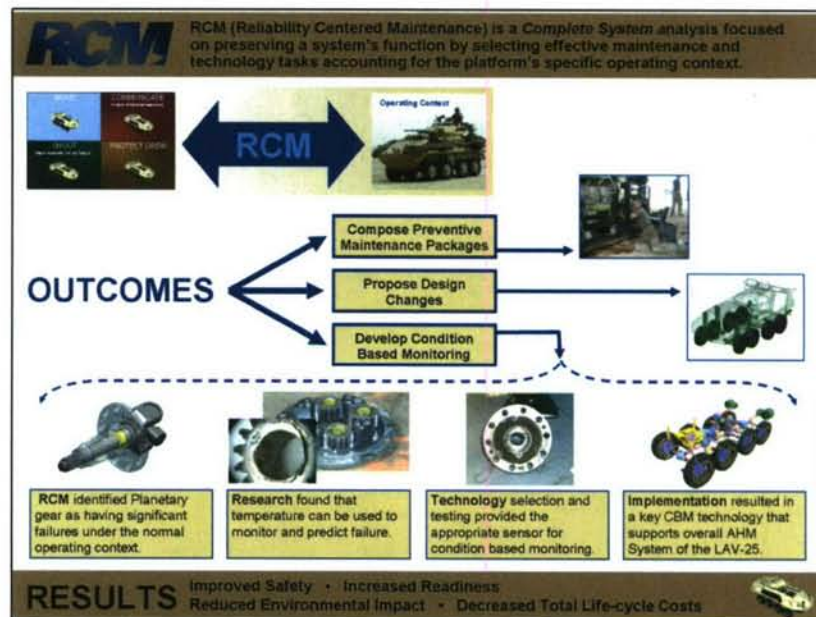 RCM
RCM (Reliability Centered Maintenance) is a Complete System analysis focused
on preserving a system's function by selecting effective maintenance and
technology tasks accounting for the platform's specific operating context.
MOVE
COMMUNICATE
SHOOT
PROTECT CREW
RCM
Operating Context
OUTCOMES
Compose Preventive
Maintenance Packages
Propose Design
Changes
Develop Condition
Based Monitoring
RCM identified Planetary
gear as having significant
failures under the normal
operating context.
Research found that
temperature can be used to
monitor and predict failure.
Technology selection and
testing provided the
appropriate sensor for
condition based monitoring.
Implementation resulted in
a key CBM technology that
supports overall AHM
System of the LAV-25.
RESULTS
Improved Safety • Increased Readiness
Reduced Environmental Impact • Decreased Total Life-cycle Costs